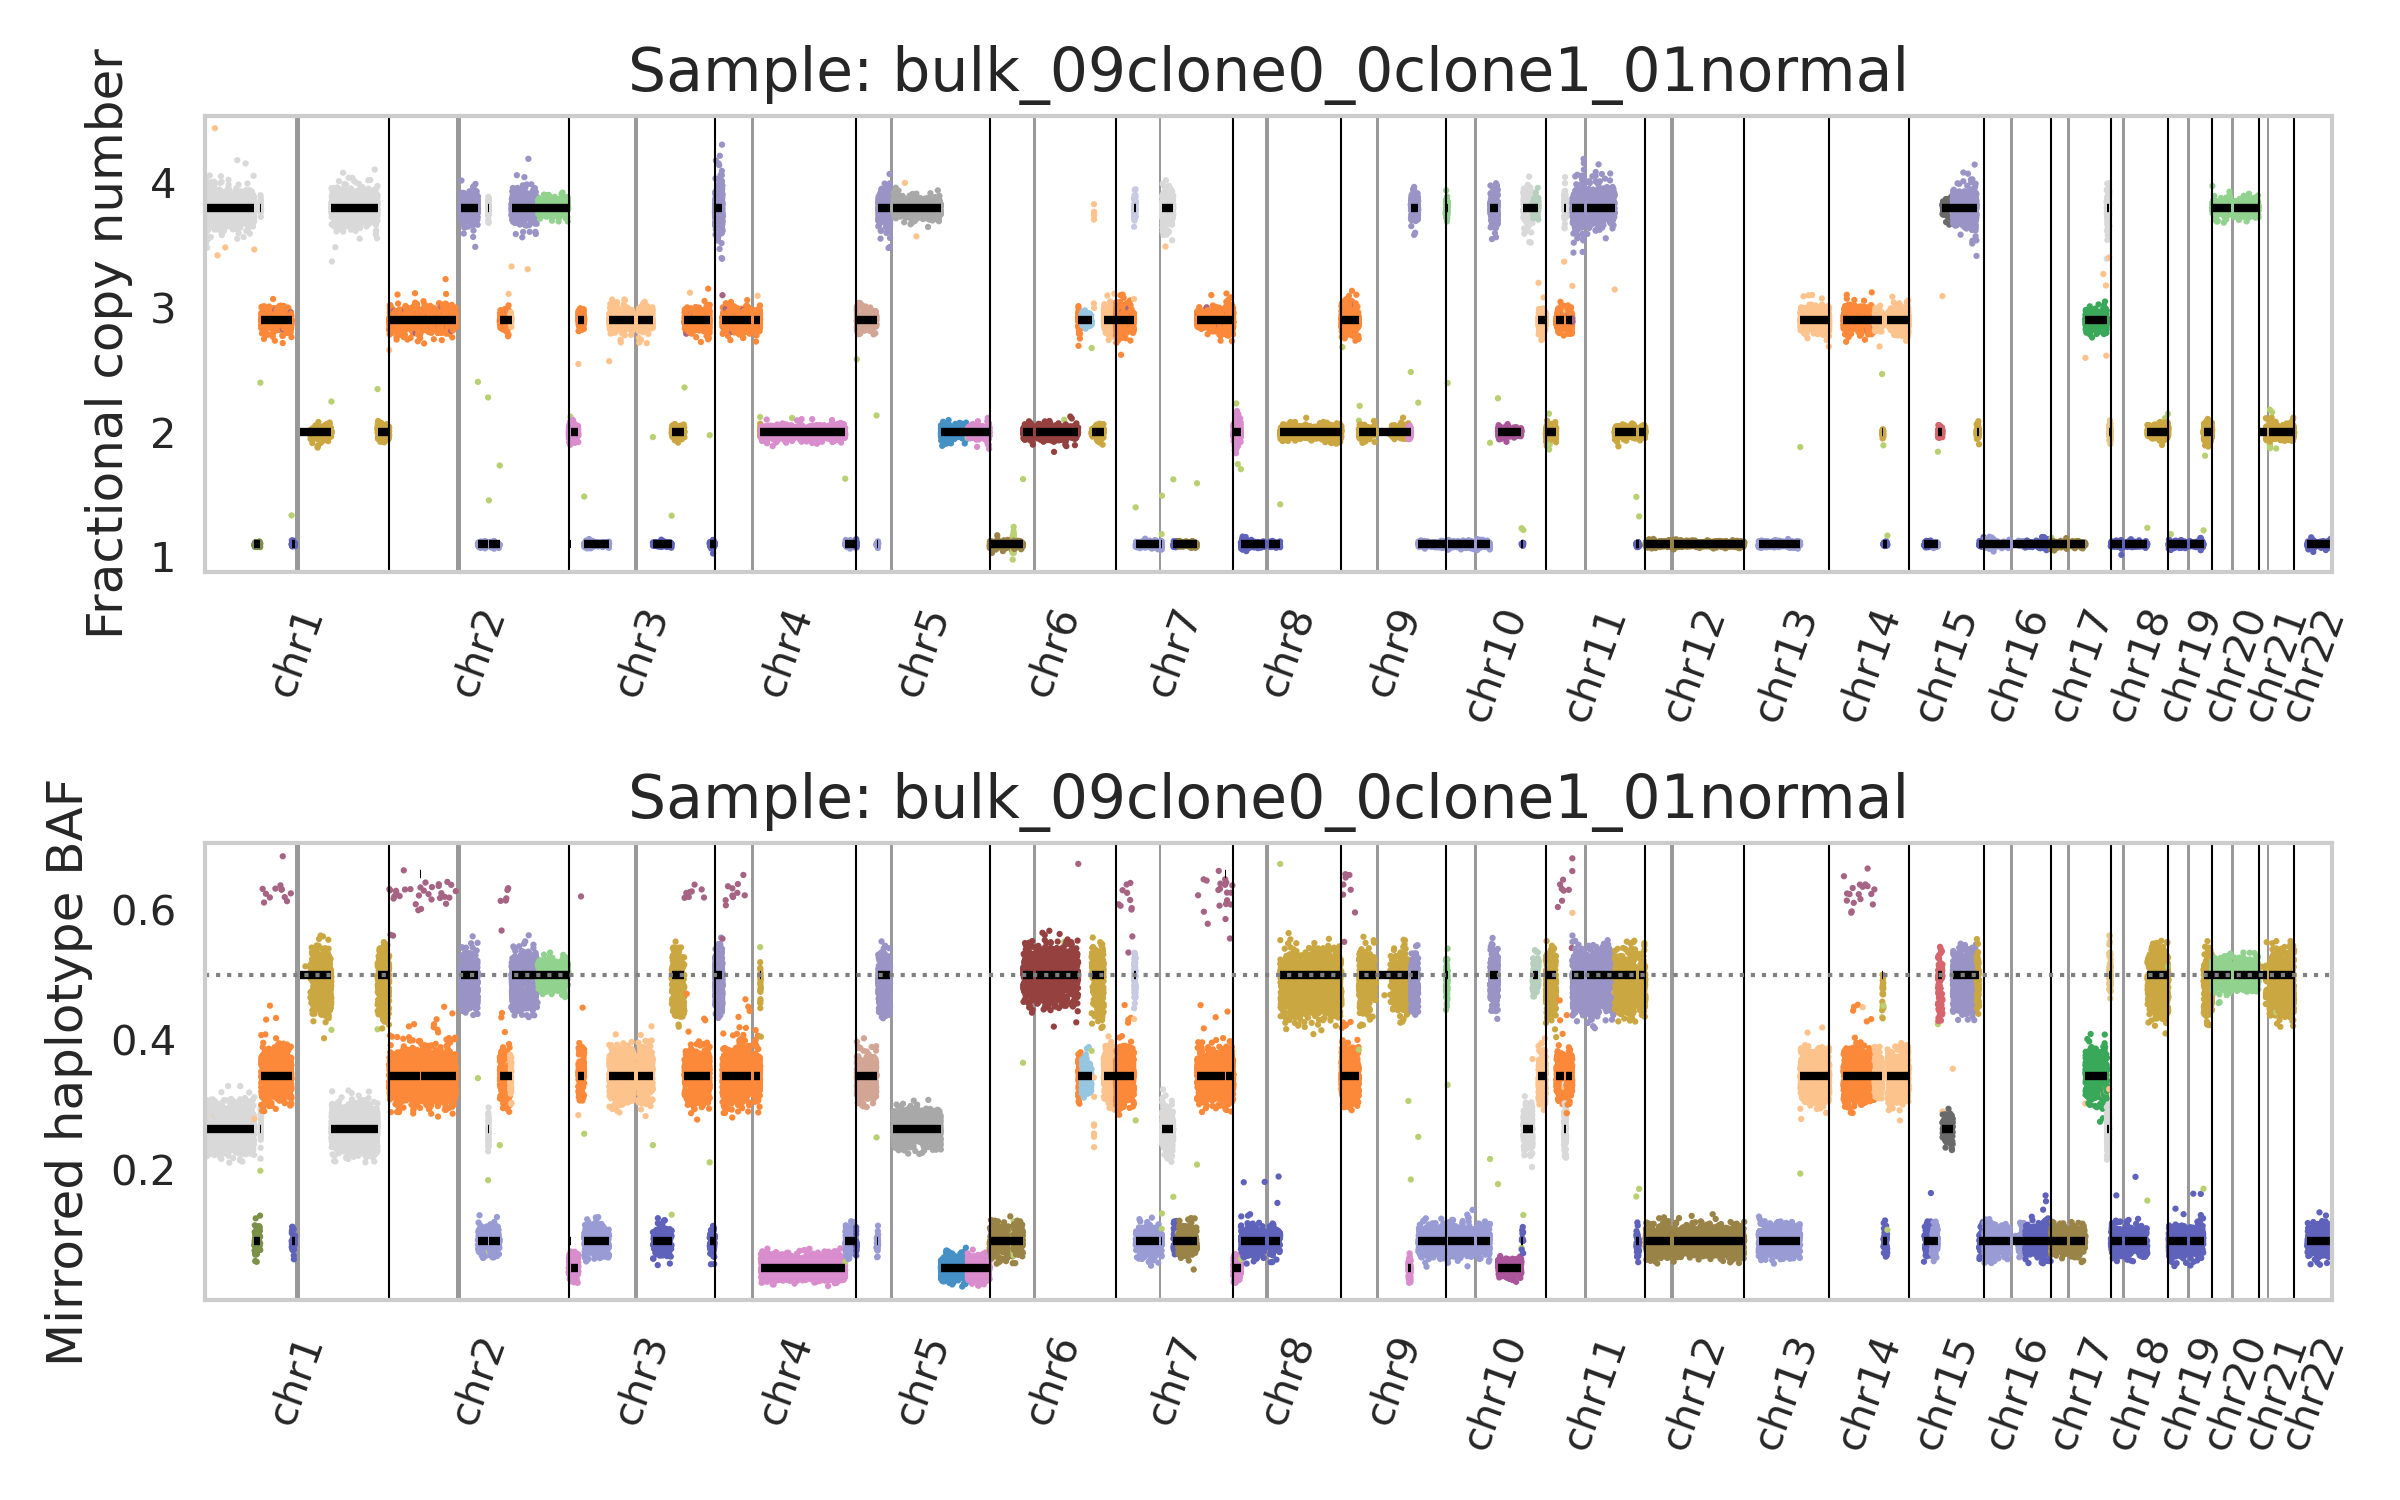 Sample: bulk_09clone0_0clone1_01normal
Fractional copy number
4
3
2
1
chr1
chr2
chr3
chr4
chr5
chr6
chr7
chr8
chr9
chr10
chr11
chr12
chr13
chr14
chr15
chr16
chr17
chr18
chr19
chr20
chr21
chr22
Sample: bulk_09clone0_0clone1_01normal
Mirrored haplotype BAF
0.6
0.4
0.2
chr1
chr2
chr3
chr4
chr5
chr6
chr7
chr8
chr9
chr10
chr11
chr12
chr13
chr14
chr15
chr16
chr17
chr18
chr19
chr20
chr21
chr22